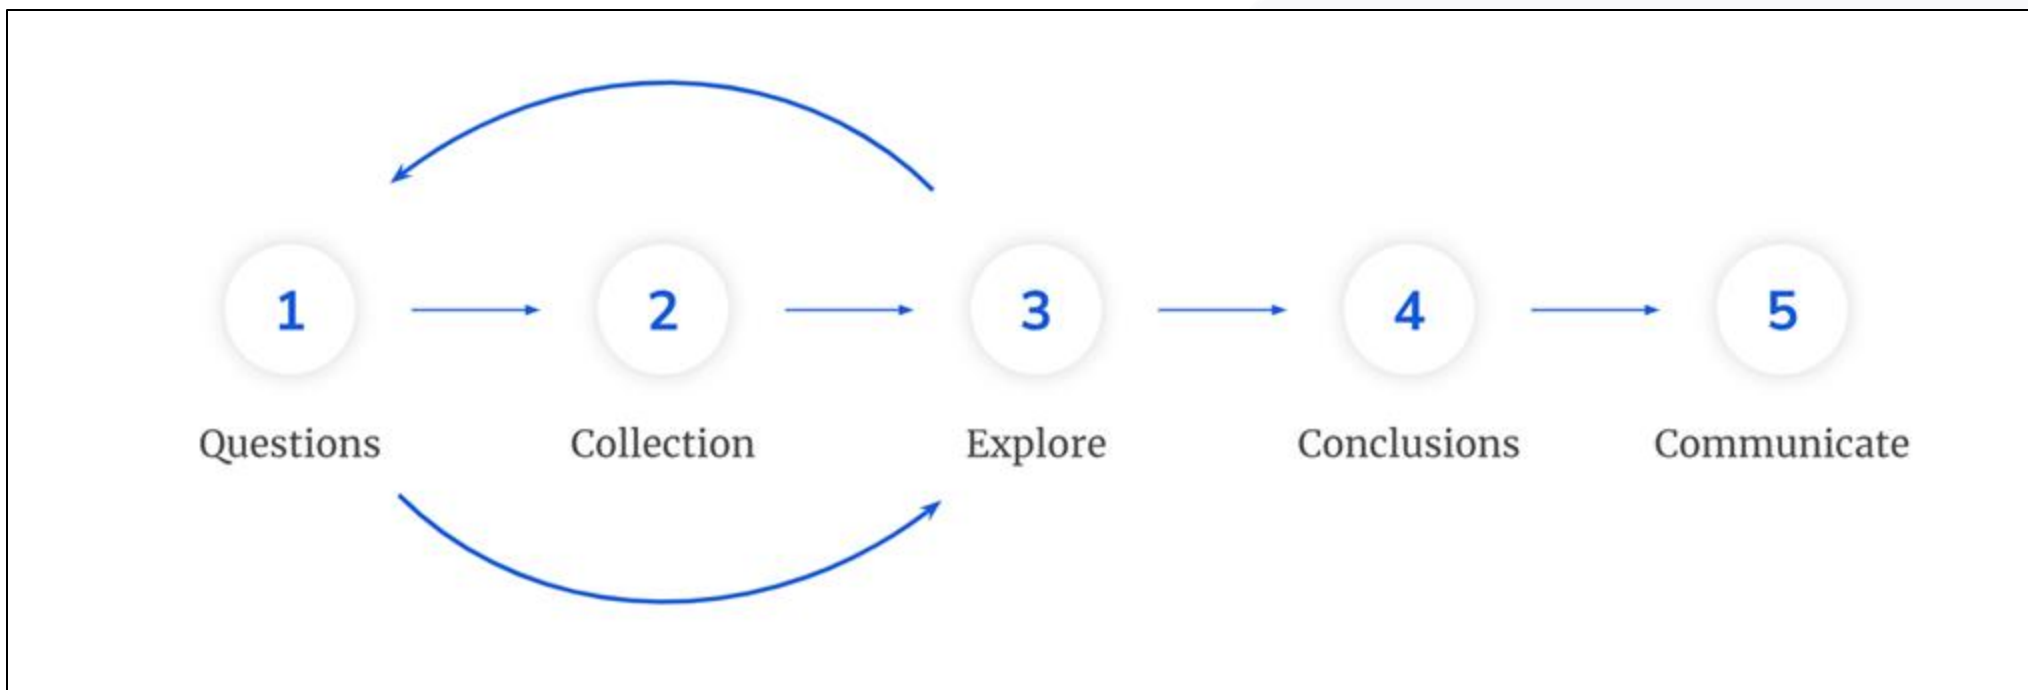 1
2
3
4
5
Questions
Collection
Explore
Conclusions
Communicate